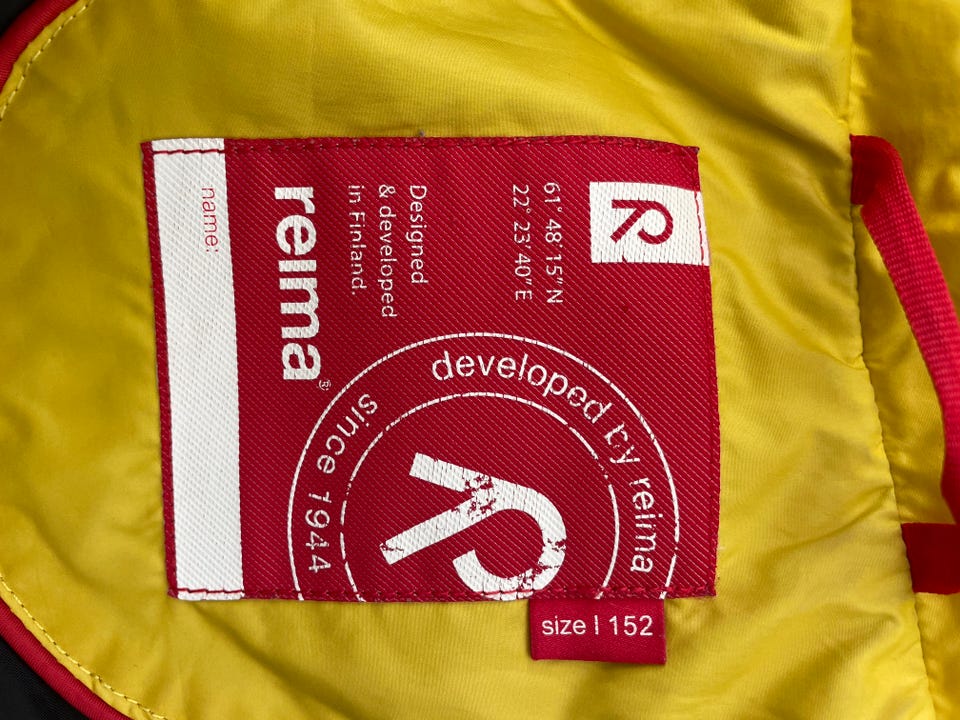 R
61° 48'15"N
22° 23'40"E
Designed
& developed
in Finland.
reima®
name:
developed by reima
since 1944
R
size | 152